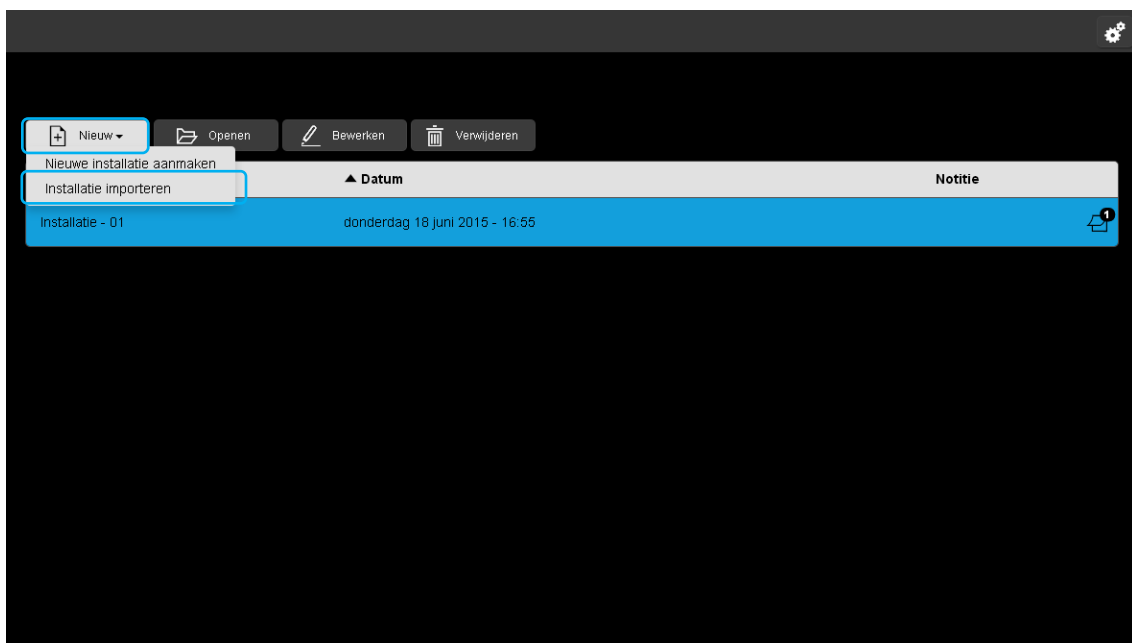 Nieuw Openen Bewerken Verwijderen
Nieuwe installatie aanmaken
Installatie importeren
Datum Notitie
Installatie - 01 donderdag 18 juni 2015 - 16:55 1